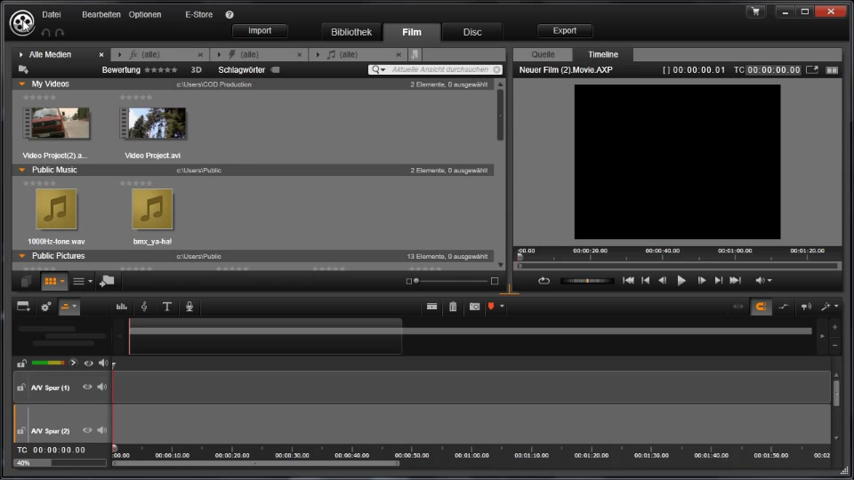 Datei Bearbeiten Optionen E-Store
Import Bibliothek Film Disc Export
Alle Medien (alle) (alle) (alle) Quelle Timeline
Bewertung 3D Schlagwörter Aktuelle Ansicht durchsuchen Neuer Film (2).Movie.AXP [ ] 00:00:00.01 TC 00:00:00.00
My Videos 2 Elemente, 0 ausgewählt
Video Project(2).a... Video Project.avi
Public Music c:\Users\Public 2 Elemente, 0 ausgewählt
1000Hz-tone.wav bmx_ya-ha!
:00.00 00:00:20.00 00:00:40.00 00:01:00.00 00:01:20.00
Public Pictures c:\Users\Public 13 Elemente, 0 ausgewählt
A/V Spur (1)
A/V Spur (2)
TC 00:00:00.00
:00.00 00:00:10.00 00:00:20.00 00:00:30.00 00:00:40.00 00:00:50.00 00:01:00.00 00:01:10.00 00:01:20.00 00:01:30.00 00:01:40.00 00:01:50.00 00:02
40%